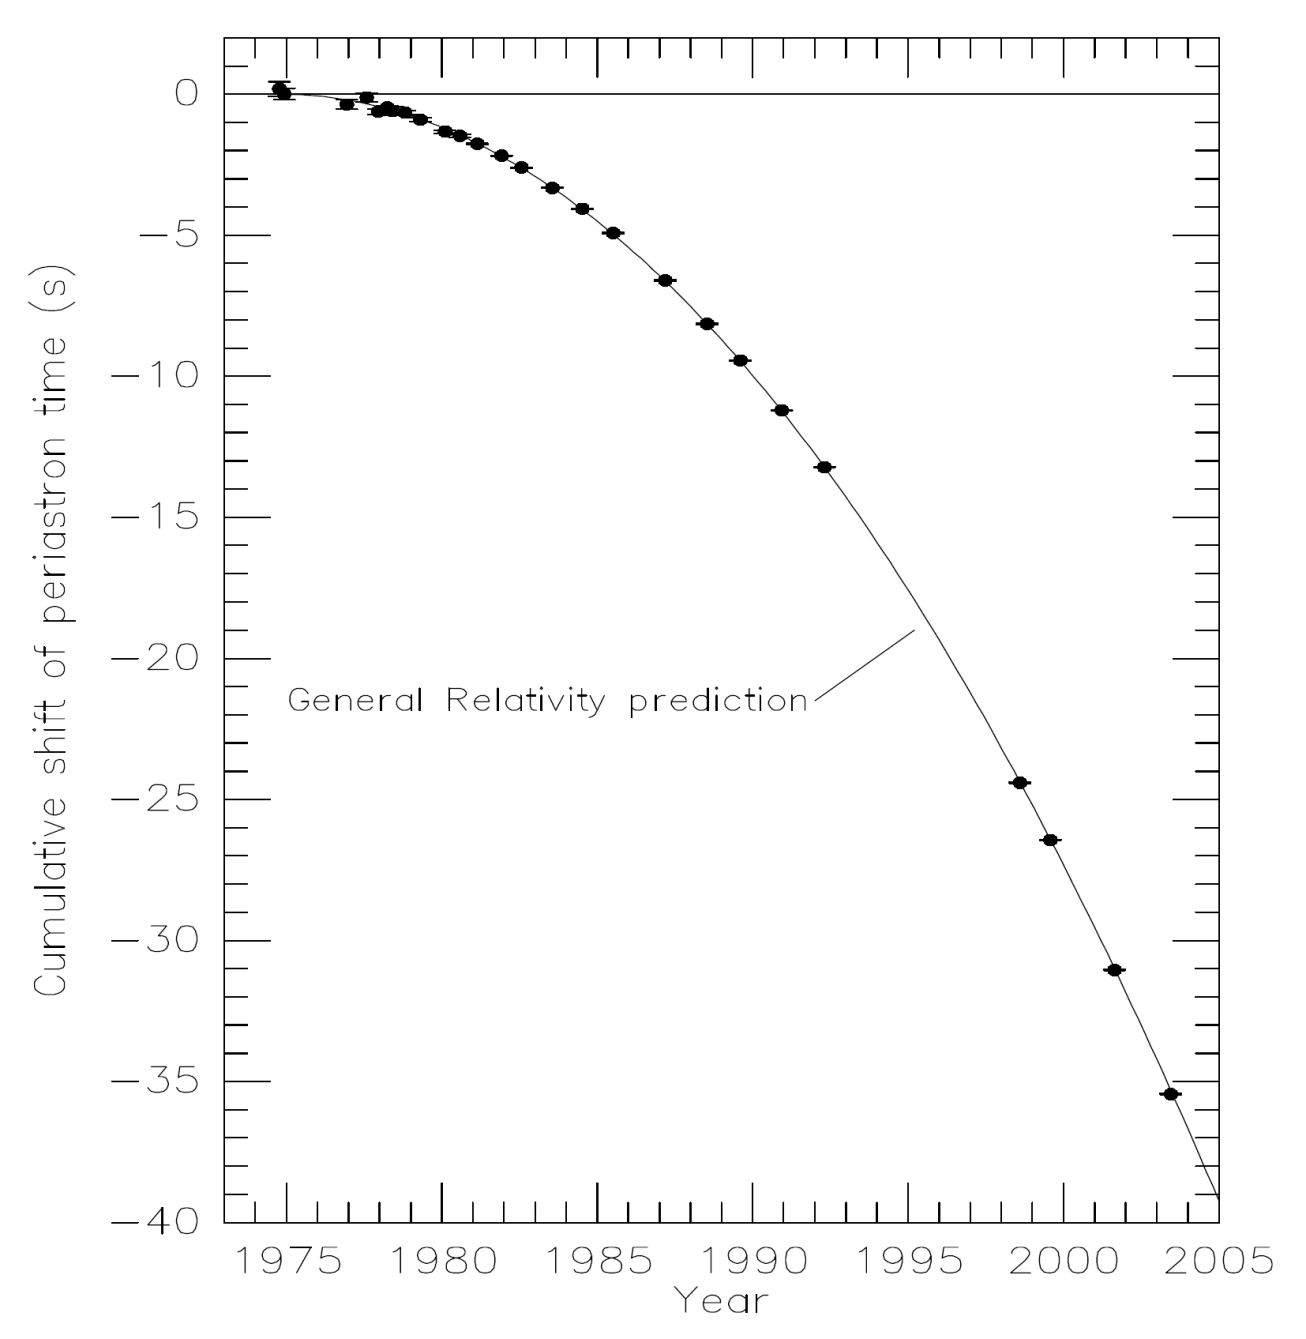 Cumulative shift of periastron time (s)
0
−5
−10
−15
−20
−25
−30
−35
−40
General Relativity prediction
1975 1980 1985 1990 1995 2000 2005
Year